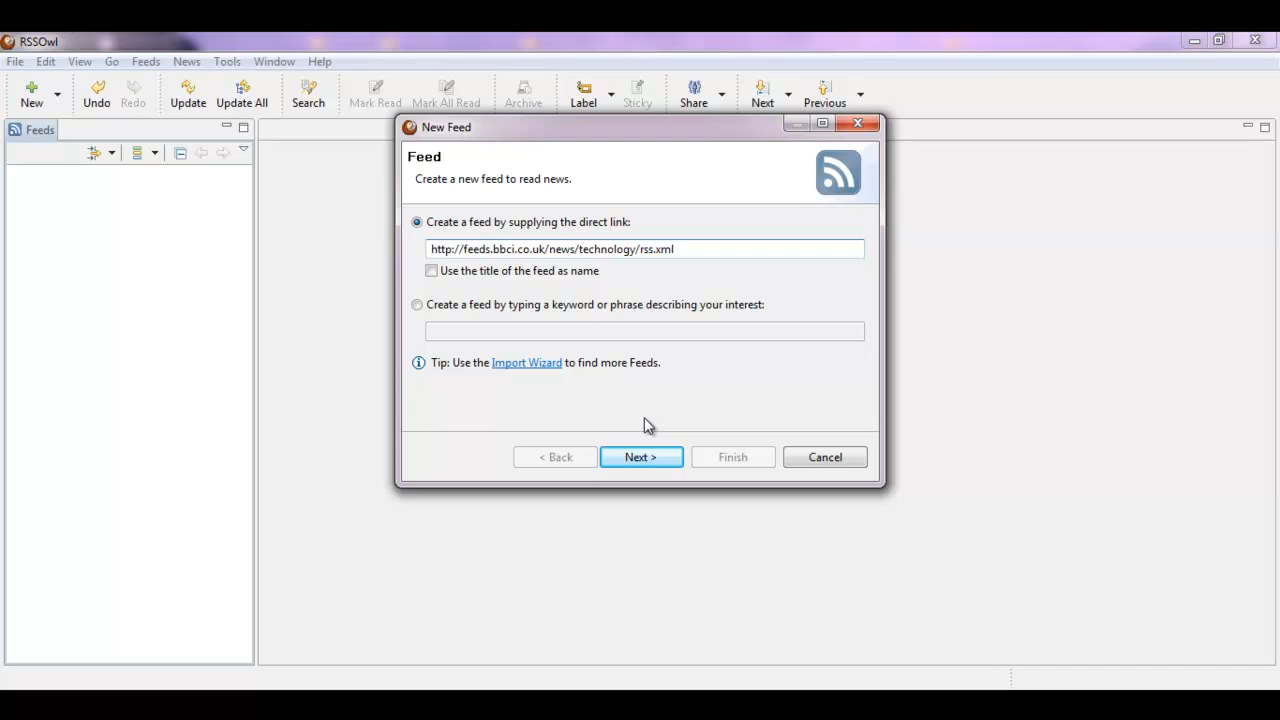 RSSOwl
File Edit View Go Feeds News Tools Window Help
New Undo Redo Update Update All Search Mark Read Mark All Read Archive Label Sticky Share Next Previous
Feeds
New Feed
Feed
Create a new feed to read news.
Create a feed by supplying the direct link:
http://feeds.bbci.co.uk/news/technology/rss.xml
Use the title of the feed as name
Create a feed by typing a keyword or phrase describing your interest:
Tip: Use the Import Wizard to find more Feeds.
< Back Next > Finish Cancel